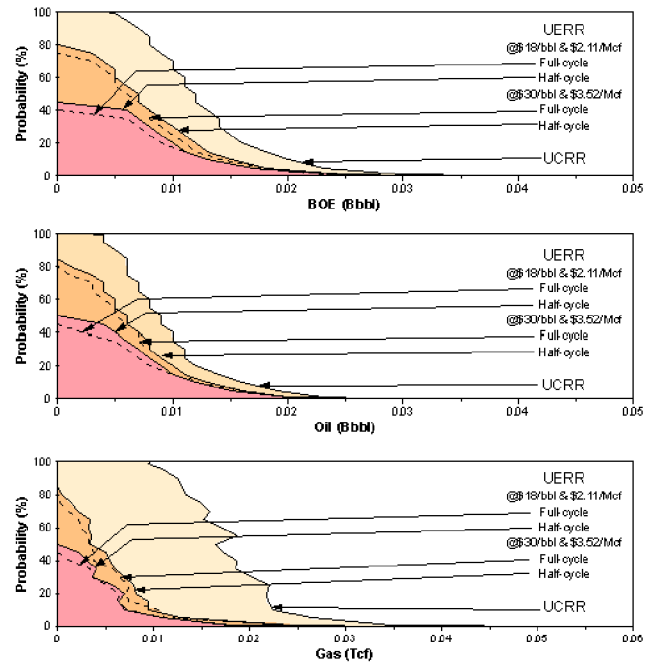 100
80
60
40
20
0
Probability (%)
UERR
@$18/bbl & $2.11/Mcf
Full-cycle
Half-cycle
@$30/bbl & $3.52/Mcf
Full-cycle
Half-cycle
UCRR
0 0.01 0.02 0.03 0.04 0.05
BOE (Bbbl)
100
80
60
40
20
0
Probability (%)
UERR
@$18/bbl & $2.11/Mcf
Full-cycle
Half-cycle
@$30/bbl & $3.52/Mcf
Full-cycle
Half-cycle
UCRR
0 0.01 0.02 0.03 0.04 0.05
Oil (Bbbl)
100
80
60
40
20
0
Probability (%)
UERR
@$18/bbl & $2.11/Mcf
Full-cycle
Half-cycle
@$30/bbl & $3.52/Mcf
Full-cycle
Half-cycle
UCRR
0 0.01 0.02 0.03 0.04 0.05 0.06
Gas (Tcf)